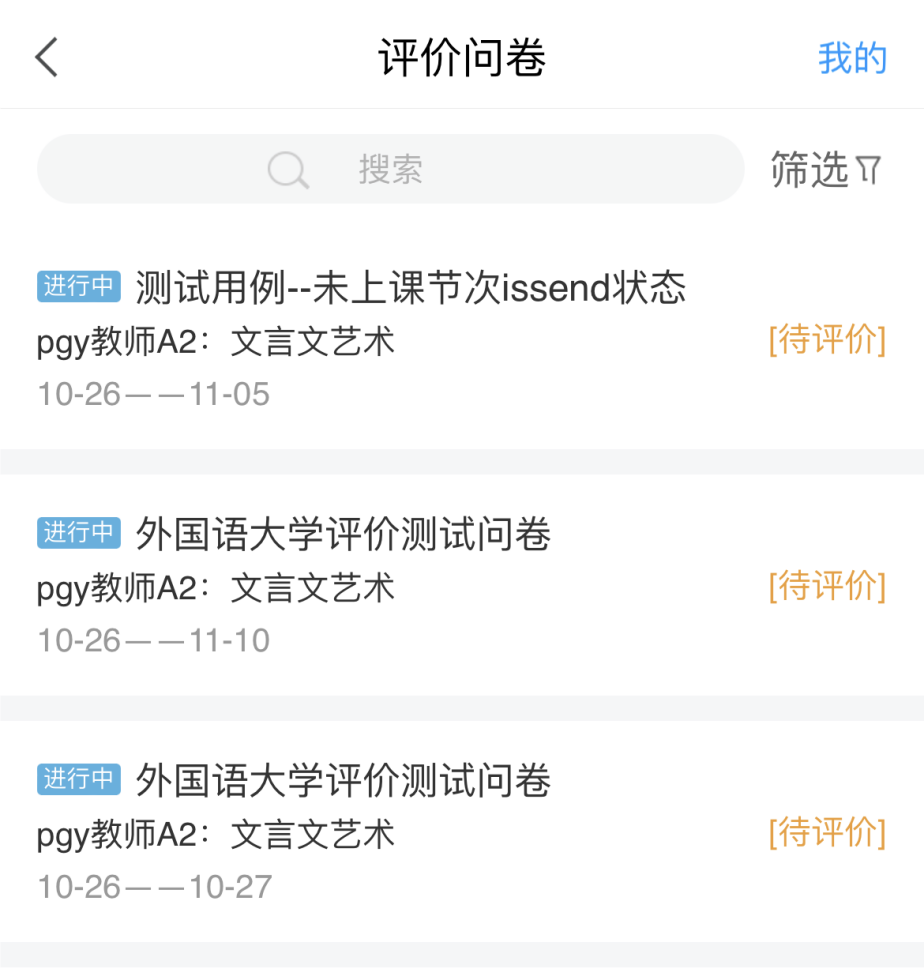 评价问卷 我的
搜索 筛选
进行中 测试用例--未上课节次issend状态
pgy教师A2：文言文艺术 [待评价]
10-26——11-05
进行中 外国语大学评价测试问卷
pgy教师A2：文言文艺术 [待评价]
10-26——11-10
进行中 外国语大学评价测试问卷
pgy教师A2：文言文艺术 [待评价]
10-26——10-27